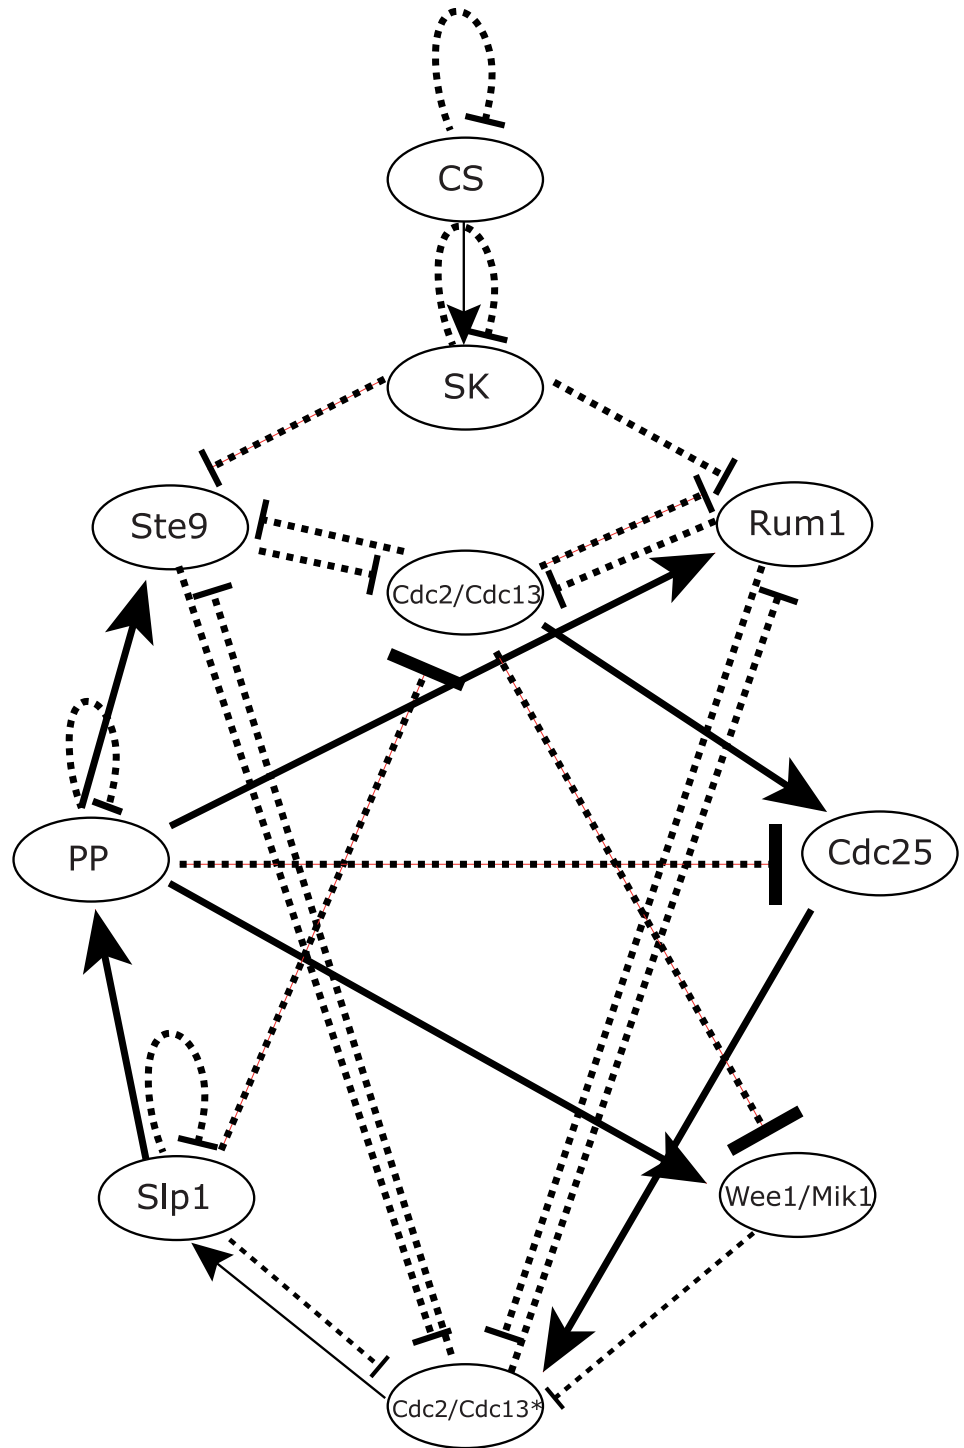 CS
SK
Ste9
Rum1
Cdc2/Cdc13
PP
Cdc25
Slp1
Wee1/Mik1
Cdc2/Cdc13*